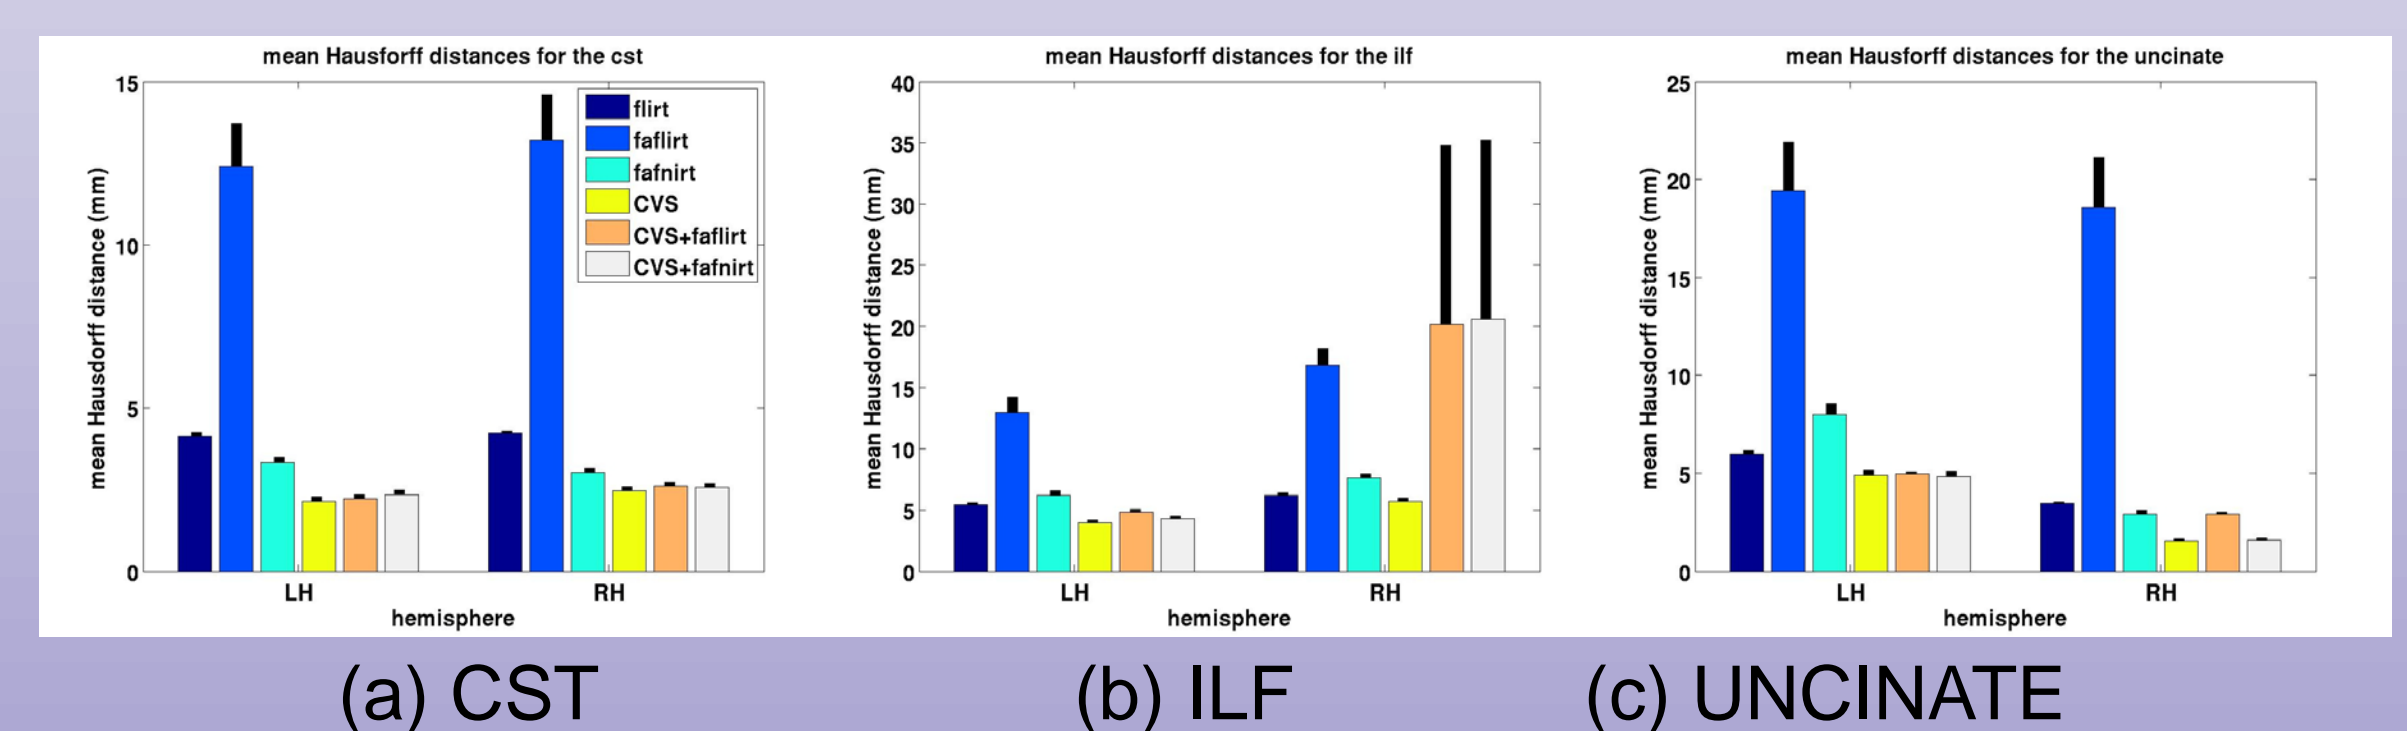 mean Hausforff distances for the cst
15
10
5
0
mean Hausdorff distance (mm)
flirt
faflirt
fafnirt
CVS
CVS+faflirt
CVS+fafnirt
LH
RH
hemisphere
mean Hausforff distances for the ilf
40
35
30
25
20
15
10
5
0
mean Hausdorff distance (mm)
LH
RH
hemisphere
mean Hausforff distances for the uncinate
25
20
15
10
5
0
mean Hausdorff distance (mm)
LH
RH
hemisphere
(a) CST
(b) ILF
(c) UNCINATE